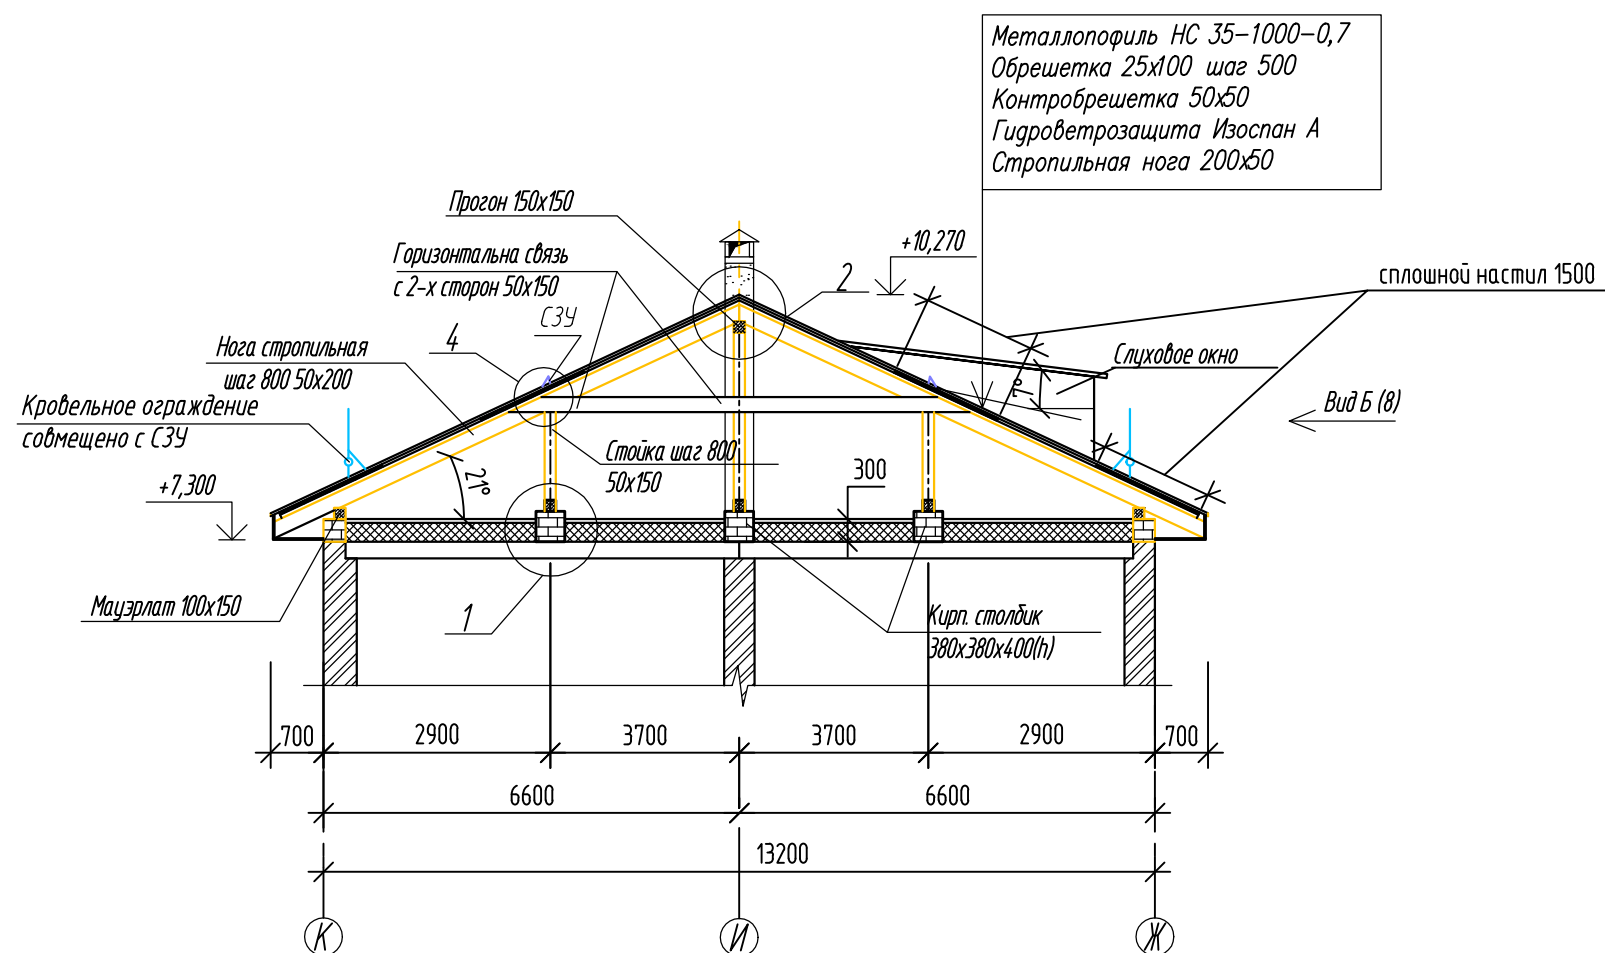 Металлопофиль НС 35-1000-0,7
Обрешетка 25х100 шаг 500
Контробрешетка 50х50
Гидроветрозащита Изоспан А
Стропильная нога 200х50
Прогон 150х150
+10,270
Горизонтальна связь
с 2-х сторон 50х150
2
сплошной настил 1500
СЗУ
4
Нога стропильная
шаг 800 50х200
Слуховое окно
7°
Кровельное ограждение
совмещено с СЗУ
Вид Б (8)
Стойка шаг 800
50х150
300
21°
+7,300
Мауэрлат 100х150
1
Кирп. столбик
380х380х400(h)
700
2900
3700
3700
2900
700
6600
6600
13200
К
И
Ж